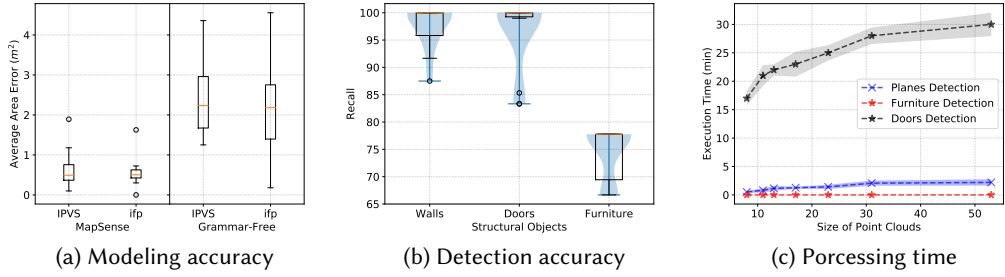 Average Area Error (m²)
4
3
2
1
0
IPVS
ifp
IPVS
ifp
MapSense
Grammar-Free
(a) Modeling accuracy
Recall
100
95
90
85
80
75
70
65
Walls
Doors
Furniture
Structural Objects
(b) Detection accuracy
Execution Time (min)
30
25
20
15
10
5
0
Planes Detection
Furniture Detection
Doors Detection
10
20
30
40
50
Size of Point Clouds
(c) Porcessing time